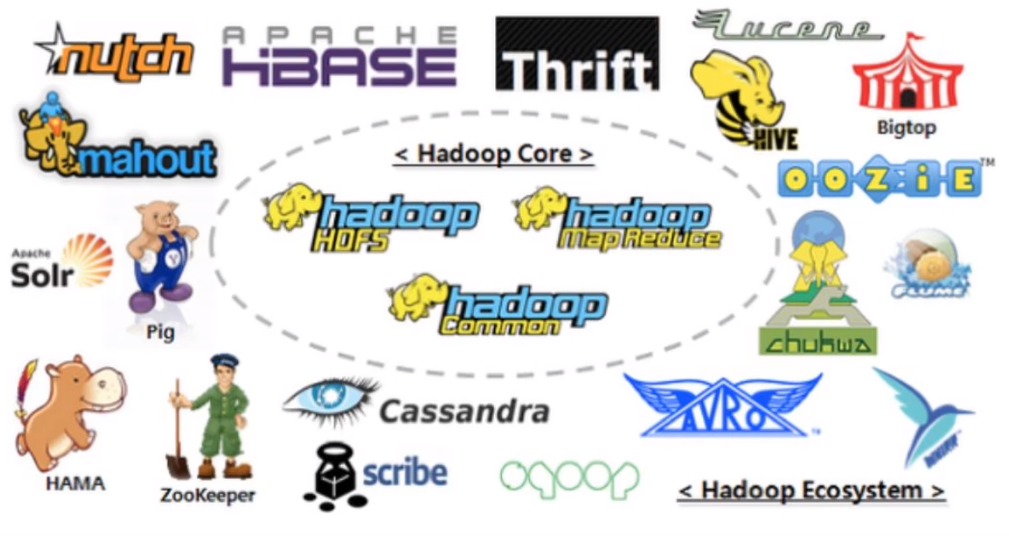 nutch
APACHE
HBASE
Thrift
Lucene
HIVE
Bigtop
mahout
< Hadoop Core >
OOZiE™
hadoop
HDFS
hadoop
Map Reduce
Apache
Solr
Y
Pig
hadoop
Common
FLUME
chukwa
HAMA
ZooKeeper
Cassandra
AVRO
scribe
sqoop
< Hadoop Ecosystem >